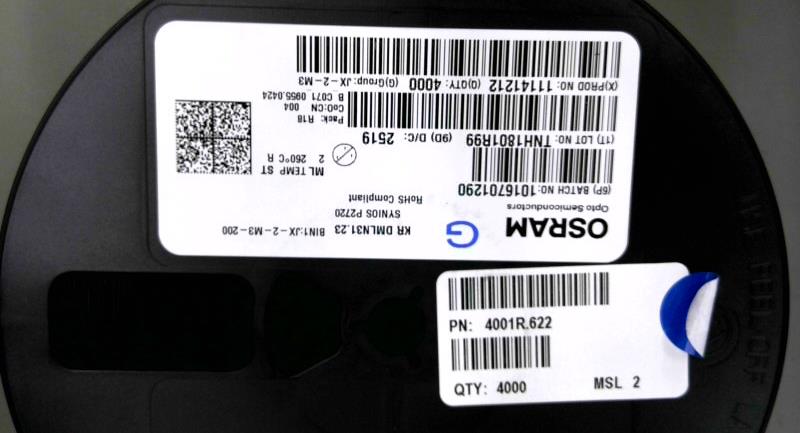 OSRAM
Opto Semiconductors
G
KR DMLN31.23
SYNIOS P2720
RoHS Compliant
BIN1:JX-2-M3-200
(6P) BATCH NO: 1016701290
ML TEMP ST
2 260°C R
(1T) LOT NO: TNH1801R99 (9D) D/C: 2519
Pack: R18
CoO:CN 004
B_C071_0955.0424
(X)PROD NO: 11141212 (Q)QTY: 4000 (G)Group: JX-2-M3
PN: 4001R.622
QTY: 4000 MSL 2